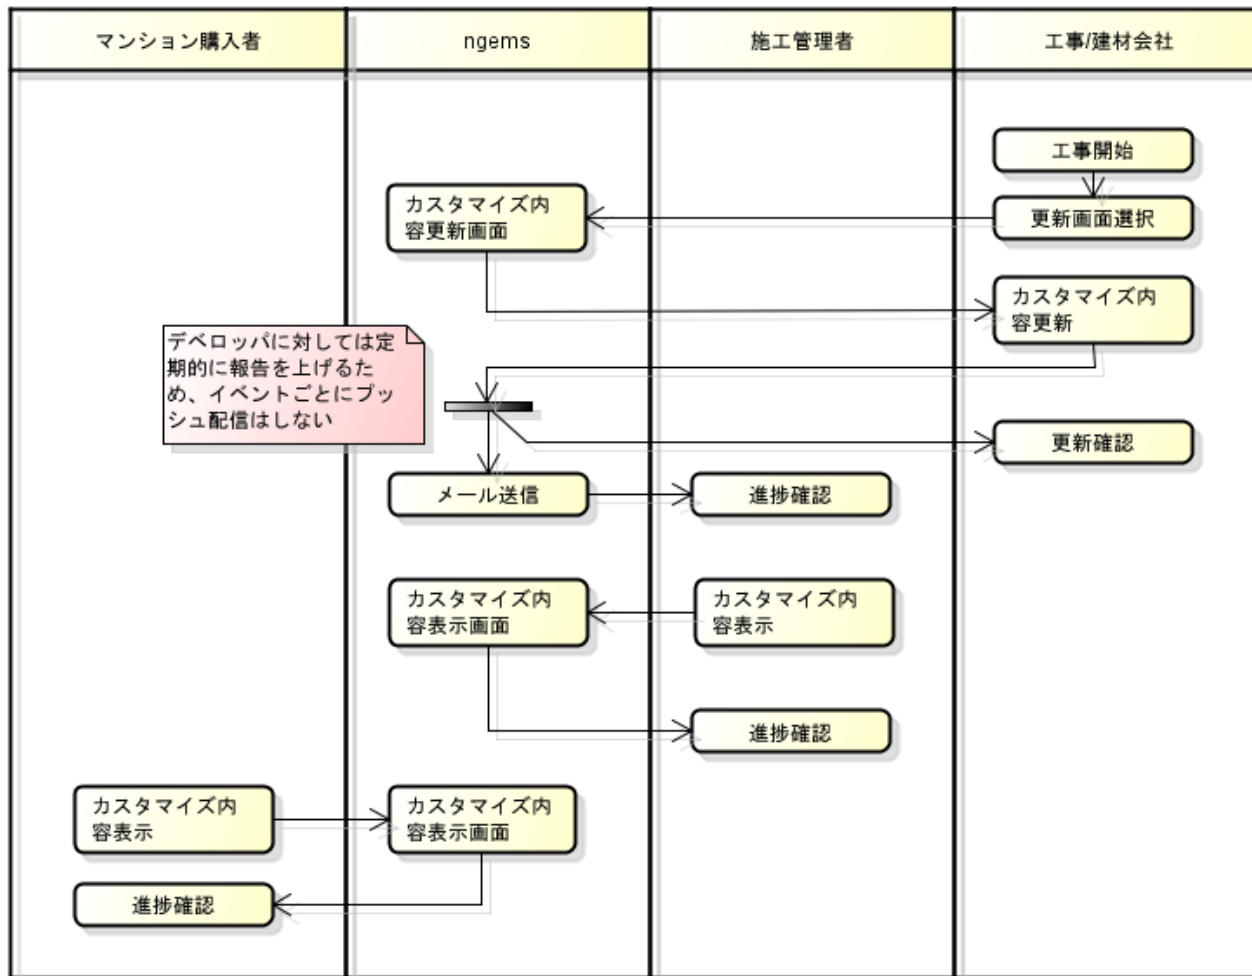 マンション購入者
ngems
施工管理者
工事/建材会社
工事開始
カスタマイズ内
容更新画面
更新画面選択
カスタマイズ内
容更新
デベロッパに対しては定
期的に報告を上げるた
め、イベントごとにプッ
シュ配信はしない
更新確認
メール送信
進捗確認
カスタマイズ内
容表示画面
カスタマイズ内
容表示
進捗確認
カスタマイズ内
容表示
カスタマイズ内
容表示画面
進捗確認